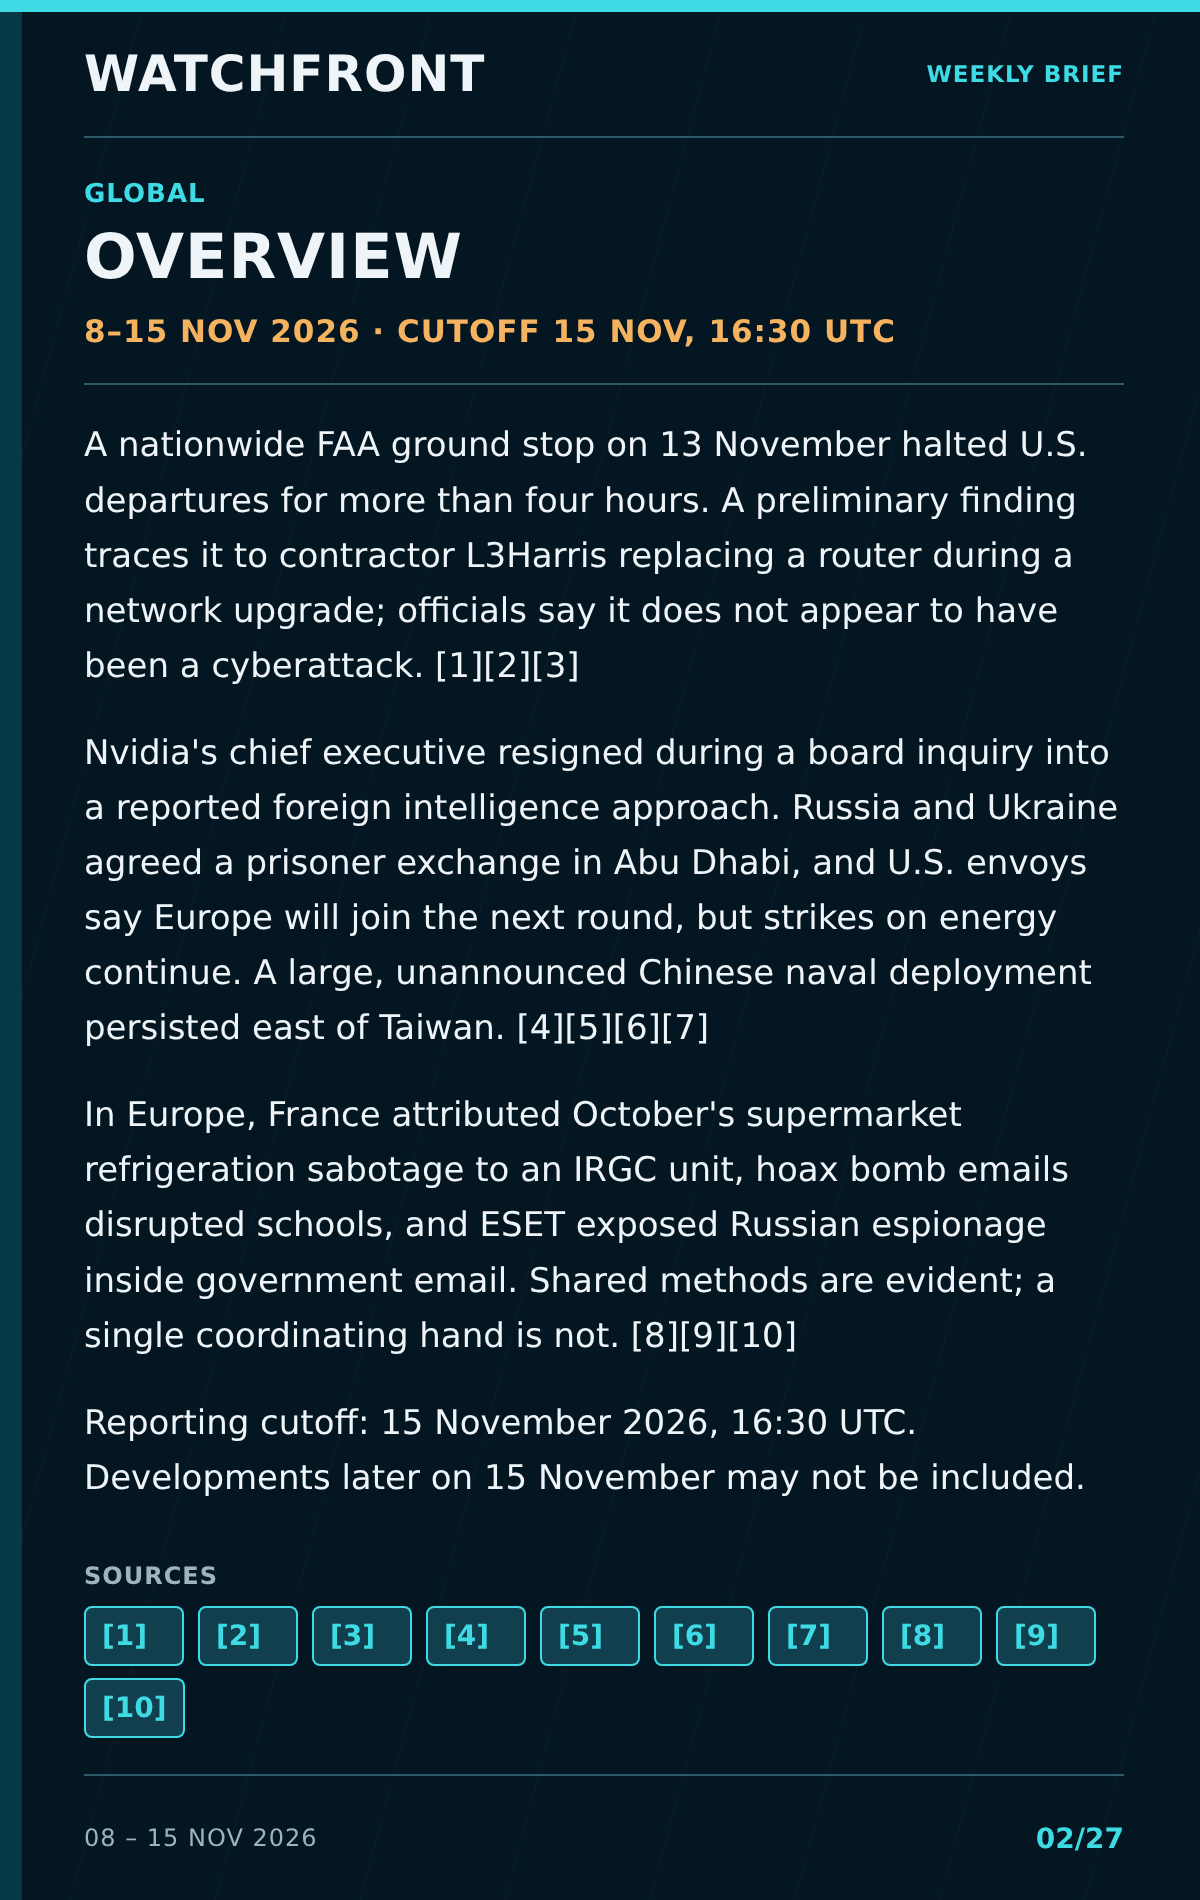 WATCHFRONT
WEEKLY BRIEF
GLOBAL
OVERVIEW
8–15 NOV 2026 · CUTOFF 15 NOV, 16:30 UTC
A nationwide FAA ground stop on 13 November halted U.S.
departures for more than four hours. A preliminary finding
traces it to contractor L3Harris replacing a router during a
network upgrade; officials say it does not appear to have
been a cyberattack. [1][2][3]
Nvidia's chief executive resigned during a board inquiry into
a reported foreign intelligence approach. Russia and Ukraine
agreed a prisoner exchange in Abu Dhabi, and U.S. envoys
say Europe will join the next round, but strikes on energy
continue. A large, unannounced Chinese naval deployment
persisted east of Taiwan. [4][5][6][7]
In Europe, France attributed October's supermarket
refrigeration sabotage to an IRGC unit, hoax bomb emails
disrupted schools, and ESET exposed Russian espionage
inside government email. Shared methods are evident; a
single coordinating hand is not. [8][9][10]
Reporting cutoff: 15 November 2026, 16:30 UTC.
Developments later on 15 November may not be included.
SOURCES
[1] [2] [3] [4] [5] [6] [7] [8] [9]
[10]
08 – 15 NOV 2026
02/27